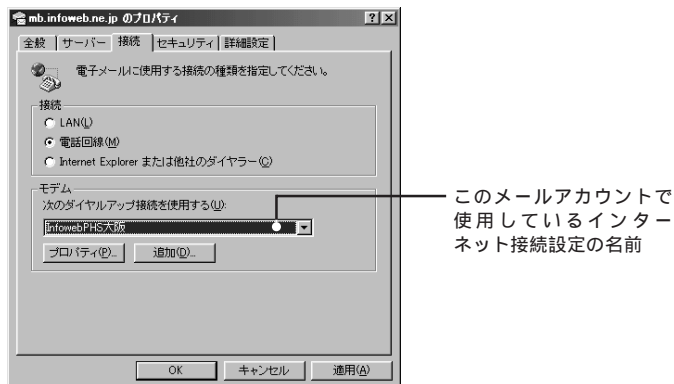 mb.infoweb.ne.jp のプロパティ
全般 サーバー 接続 セキュリティ 詳細設定
電子メールに使用する接続の種類を指定してください。
接続
LAN(L)
電話回線(M)
Internet Explorer または他社のダイヤラー(C)
モデム
次のダイヤルアップ接続を使用する(U):
InfowebPHS大阪
プロパティ(P)... 追加(D)...
OK キャンセル 適用(A)
このメールアカウントで
使用しているインター
ネット接続設定の名前